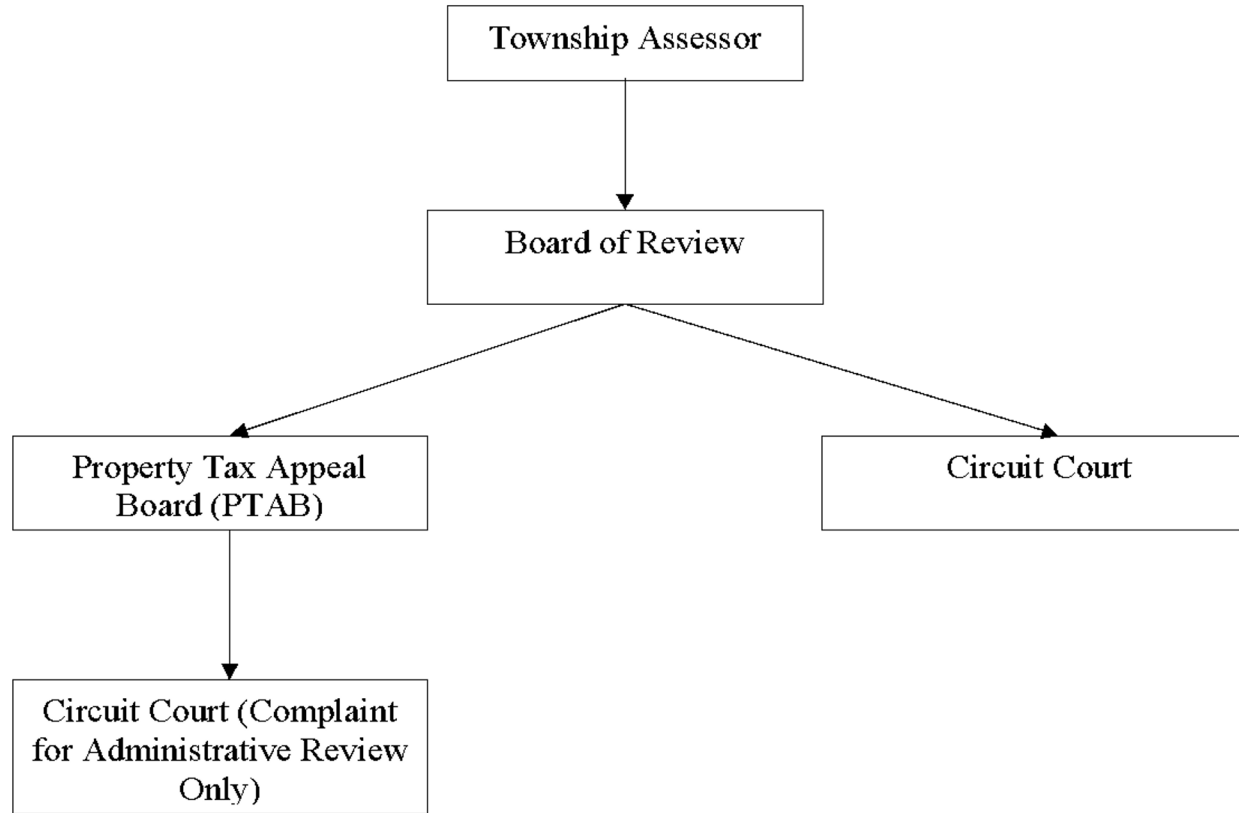 Township Assessor
Board of Review
Property Tax Appeal
Board (PTAB)
Circuit Court
Circuit Court (Complaint
for Administrative Review
Only)